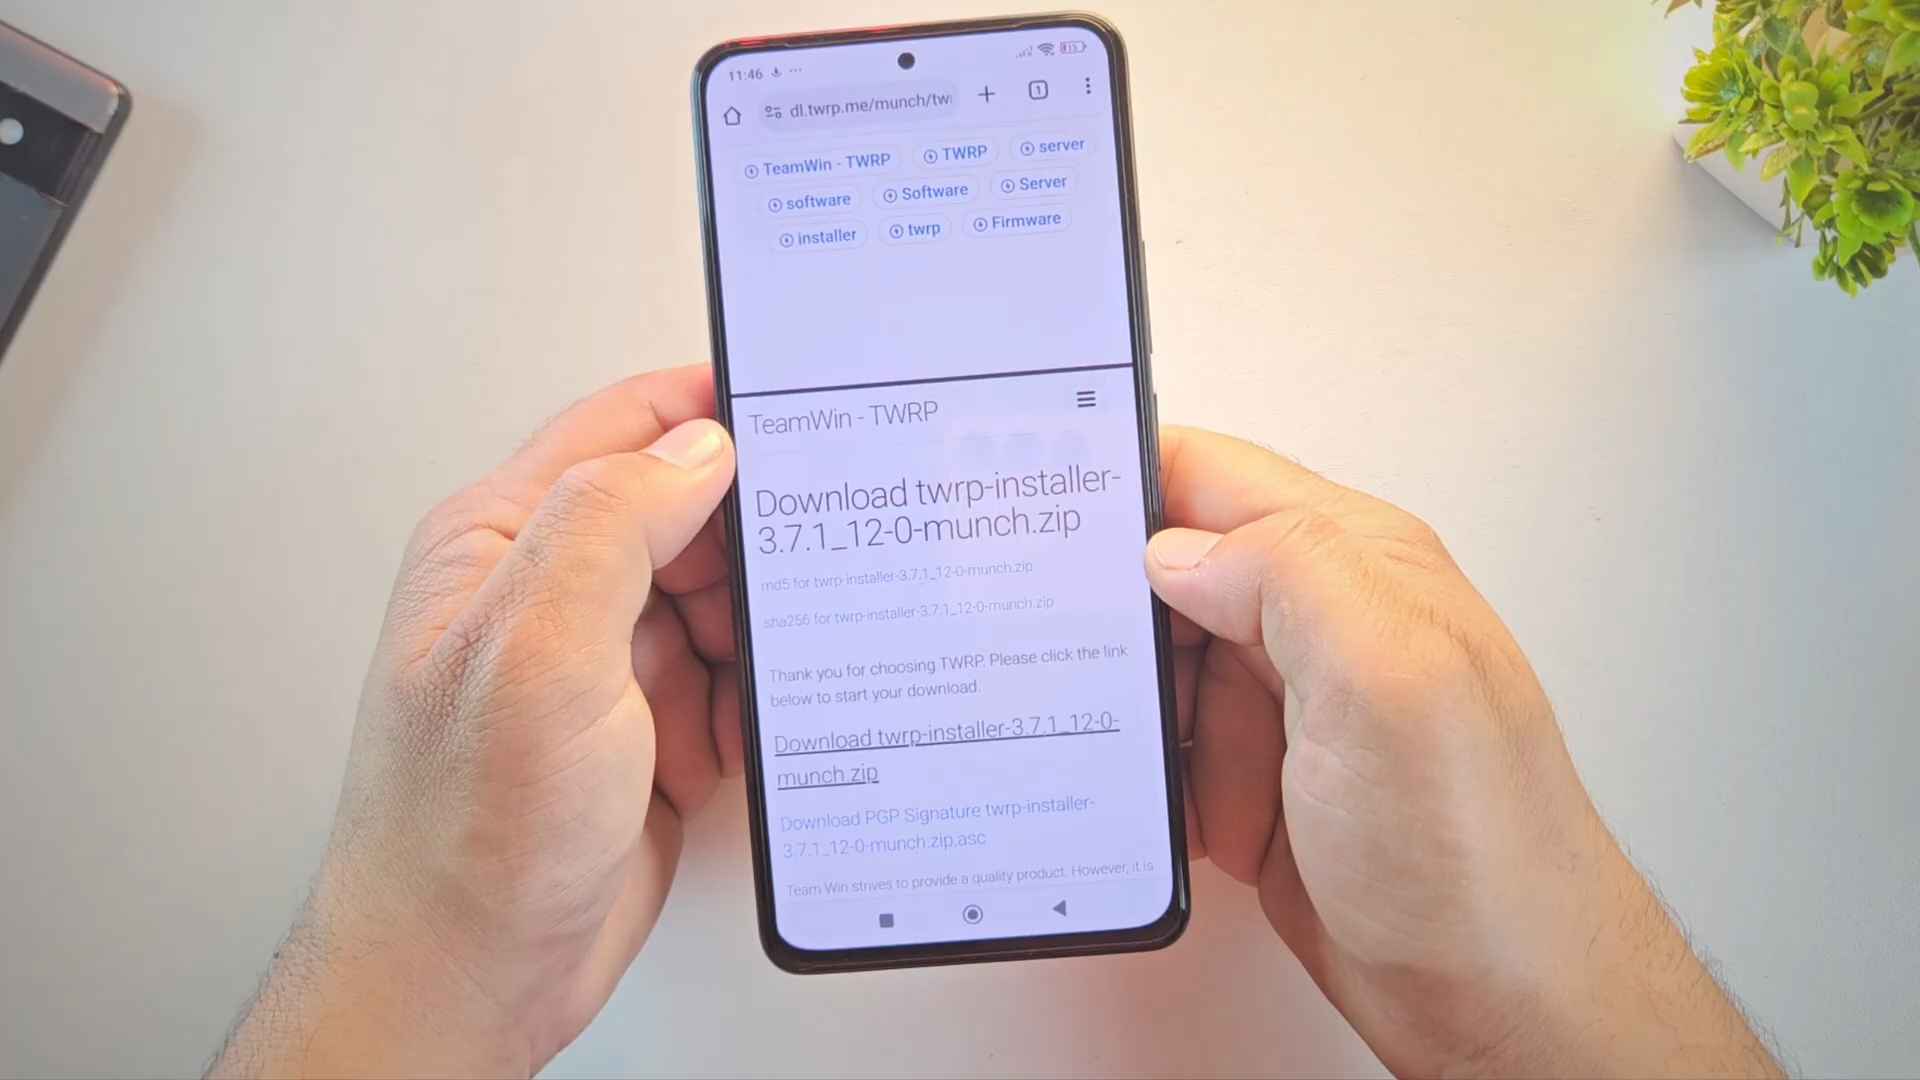 11:46
15
dl.twrp.me/munch/tw
1
TeamWin - TWRP
TWRP
server
software
Software
Server
installer
twrp
Firmware
TeamWin - TWRP
Download twrp-installer-
3.7.1_12-0-munch.zip
md5 for twrp-installer-3.7.1_12-0-munch.zip
sha256 for twrp-installer-3.7.1_12-0-munch.zip
Thank you for choosing TWRP. Please click the link
below to start your download.
Download twrp-installer-3.7.1_12-0-
munch.zip
Download PGP Signature twrp-installer-
3.7.1_12-0-munch.zip.asc
Team Win strives to provide a quality product. However, it is